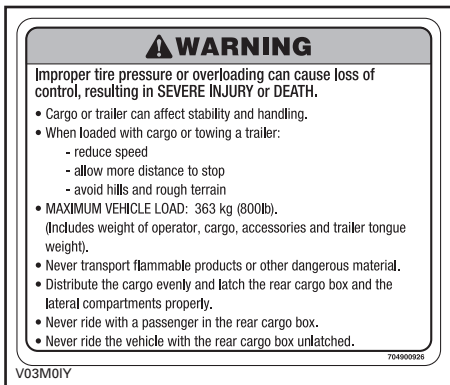 WARNING
Improper tire pressure or overloading can cause loss of
control, resulting in SEVERE INJURY or DEATH.
• Cargo or trailer can affect stability and handling.
• When loaded with cargo or towing a trailer:
- reduce speed
- allow more distance to stop
- avoid hills and rough terrain
• MAXIMUM VEHICLE LOAD: 363 kg (800lb).
(Includes weight of operator, cargo, accessories and trailer tongue
weight).
• Never transport flammable products or other dangerous material.
• Distribute the cargo evenly and latch the rear cargo box and the
lateral compartments properly.
• Never ride with a passenger in the rear cargo box.
• Never ride the vehicle with the rear cargo box unlatched.
704900926
V03M0IY